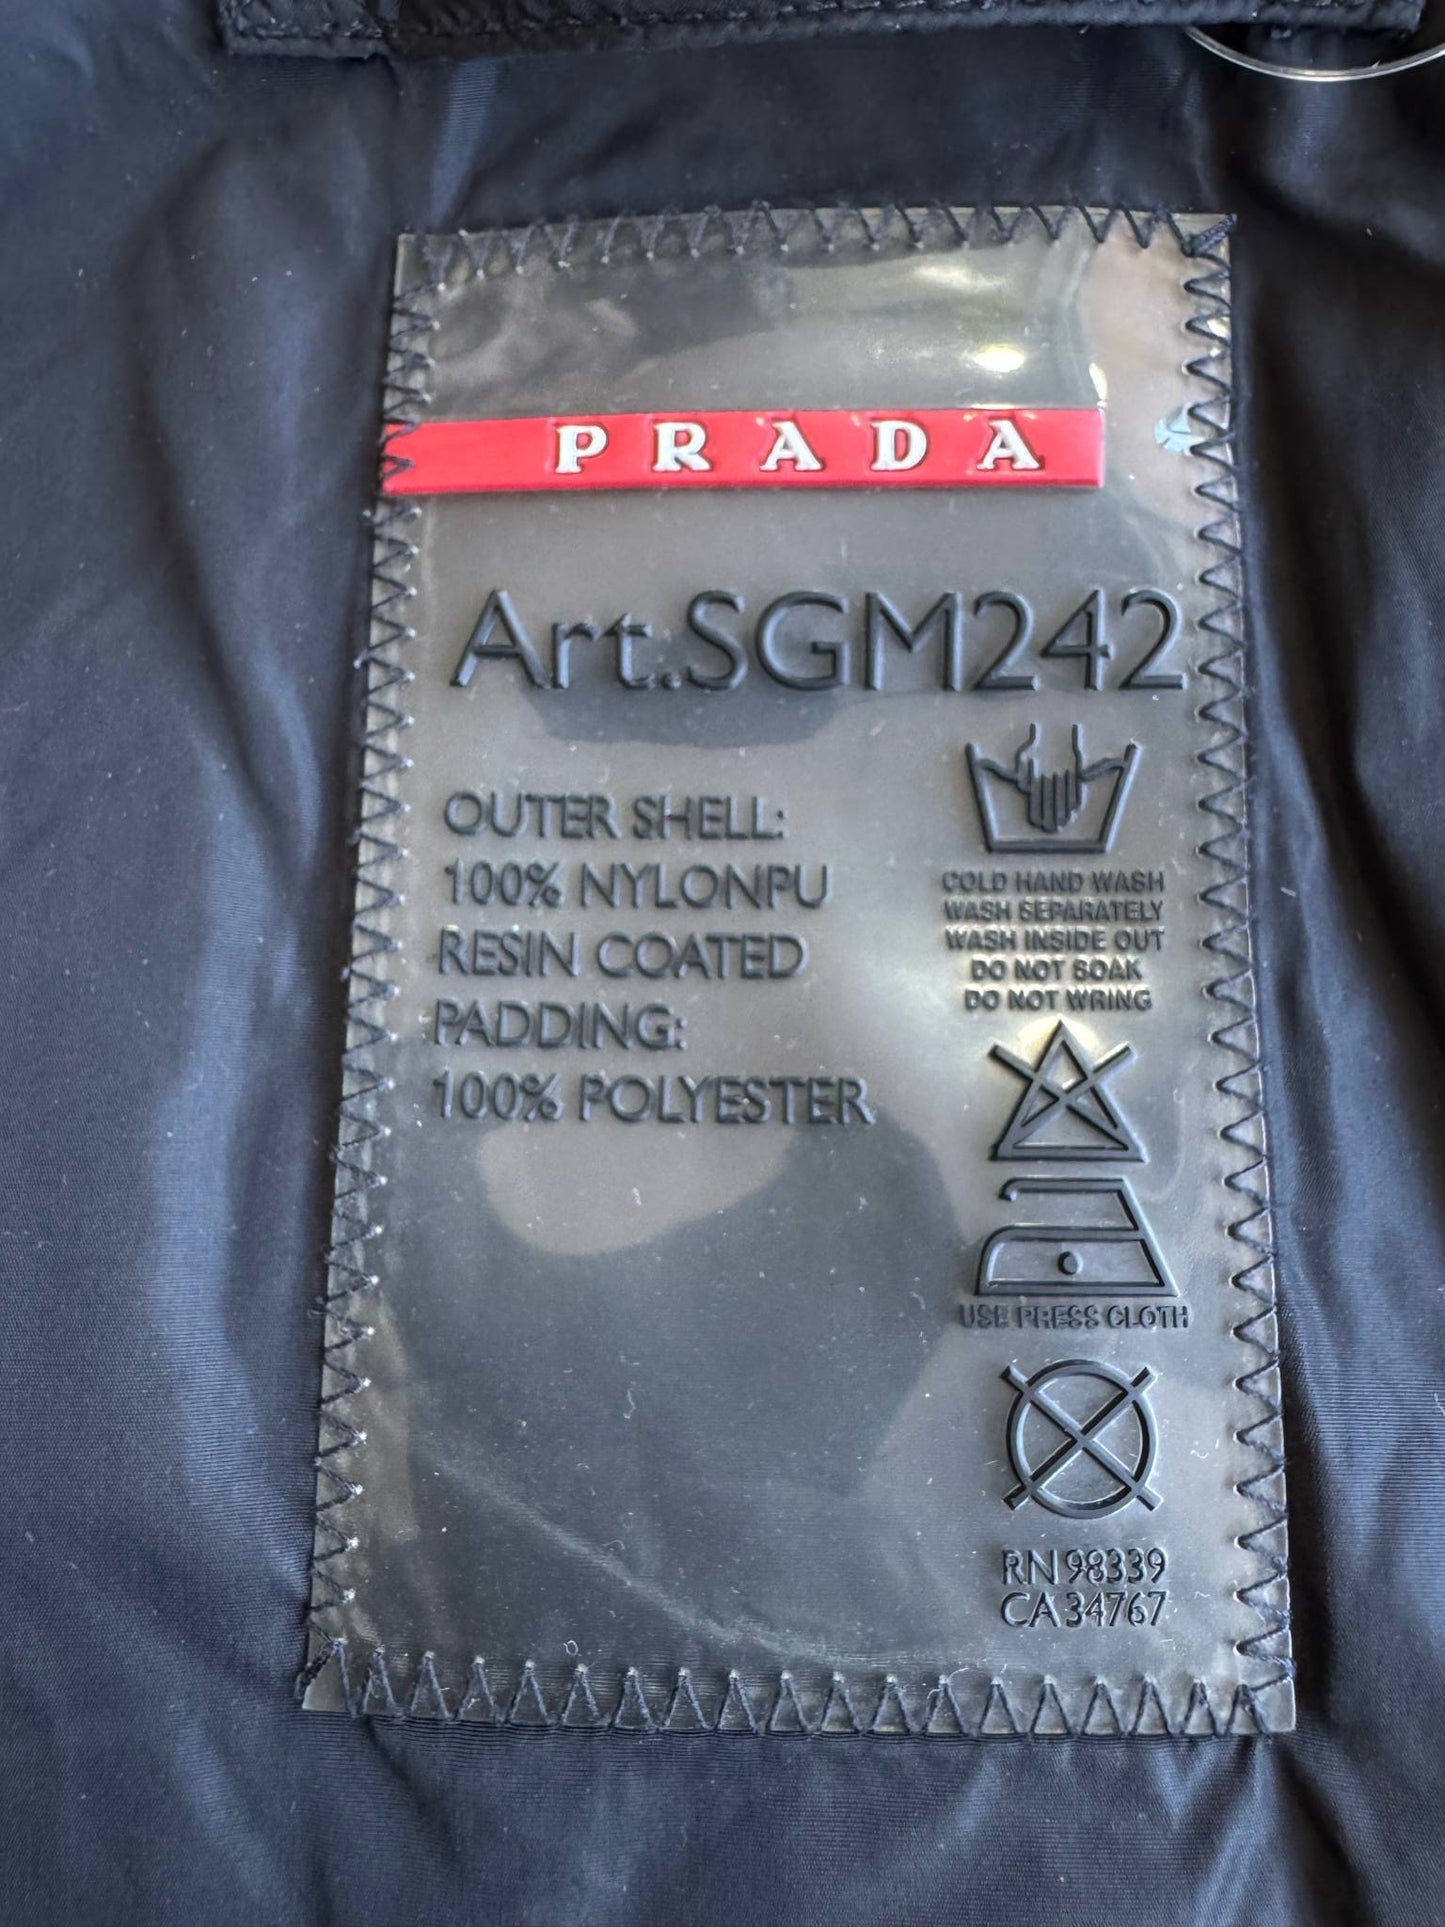 PRADA
Art.SGM242
OUTER SHELL:
100% NYLONPU
RESIN COATED
PADDING:
100% POLYESTER
COLD HAND WASH
WASH SEPARATELY
WASH INSIDE OUT
DO NOT SOAK
DO NOT WRING
USE PRESS CLOTH
RN 98339
CA 34767